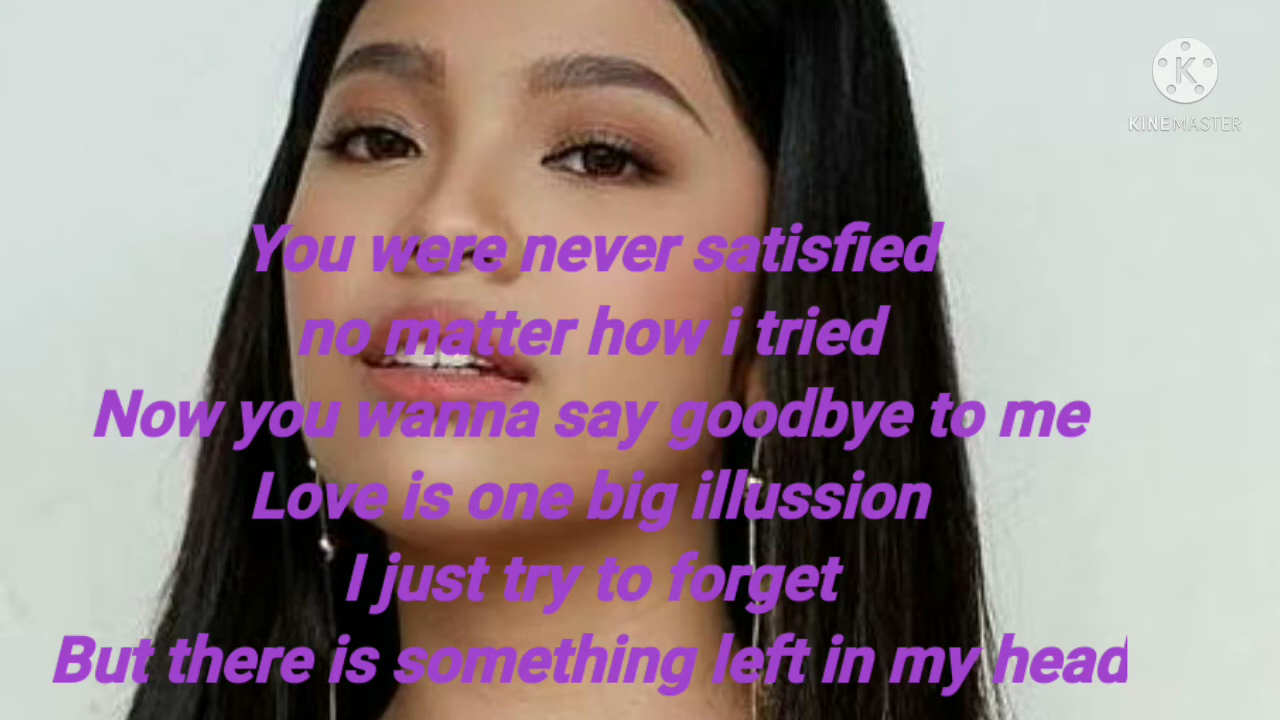 K
KINEMASTER
You were never satisfied
no matter how i tried
Now you wanna say goodbye to me
Love is one big illussion
I just try to forget
But there is something left in my head